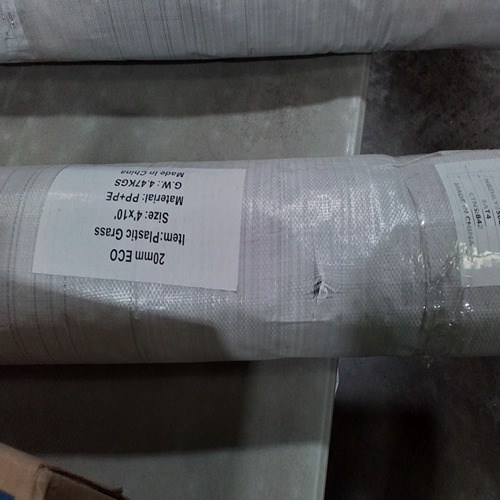 20mm ECO
Item:Plastic Grass
Size: 4'x10'
Material: PP+PE
G.W.: 4.47KGS
Made in China